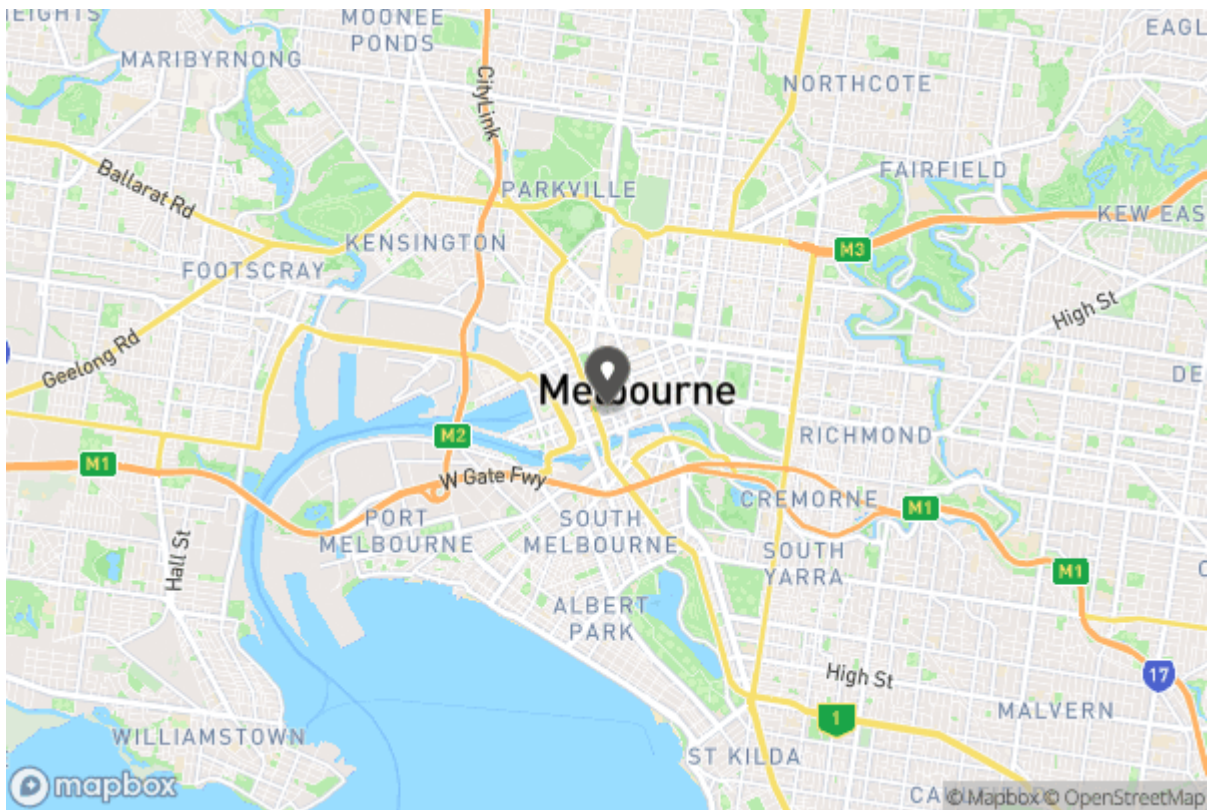 HEIGHTS
MOONEE
PONDS
EAGL
MARIBYRNONG
CityLink
NORTHCOTE
Ballarat Rd
PARKVILLE
FAIRFIELD
KEW EAS
KENSINGTON
M3
FOOTSCRAY
High St
Geelong Rd
Melbourne
DE
M2
RICHMOND
M1
W Gate Fwy
CREMORNE
M1
PORT
MELBOURNE
SOUTH
MELBOURNE
Hall St
SOUTH
YARRA
M1
C
ALBERT
PARK
High St
17
MALVERN
1
WILLIAMSTOWN
ST KILDA
mapbox
© Mapbox © OpenStreetMap